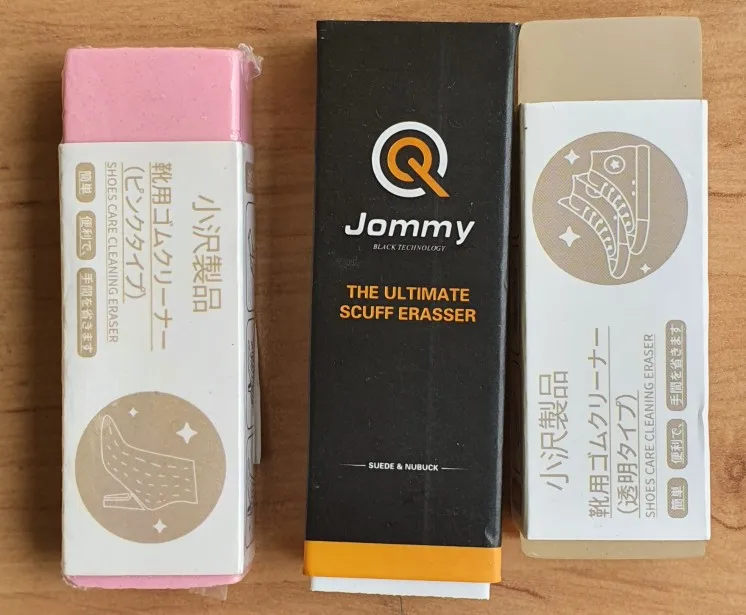 小沢製品
靴用ゴムクリーナー
(ピンクタイプ)
SHOES CARE CLEANING ERASER
簡単 便利で、 手間を省きます
Jommy
BLACK TECHNOLOGY
THE ULTIMATE
SCUFF ERASSER
SUEDE & NUBUCK
小沢製品
靴用ゴムクリーナー
(透明タイプ)
SHOES CARE CLEANING ERASER
簡単 便利で、 手間を省きます